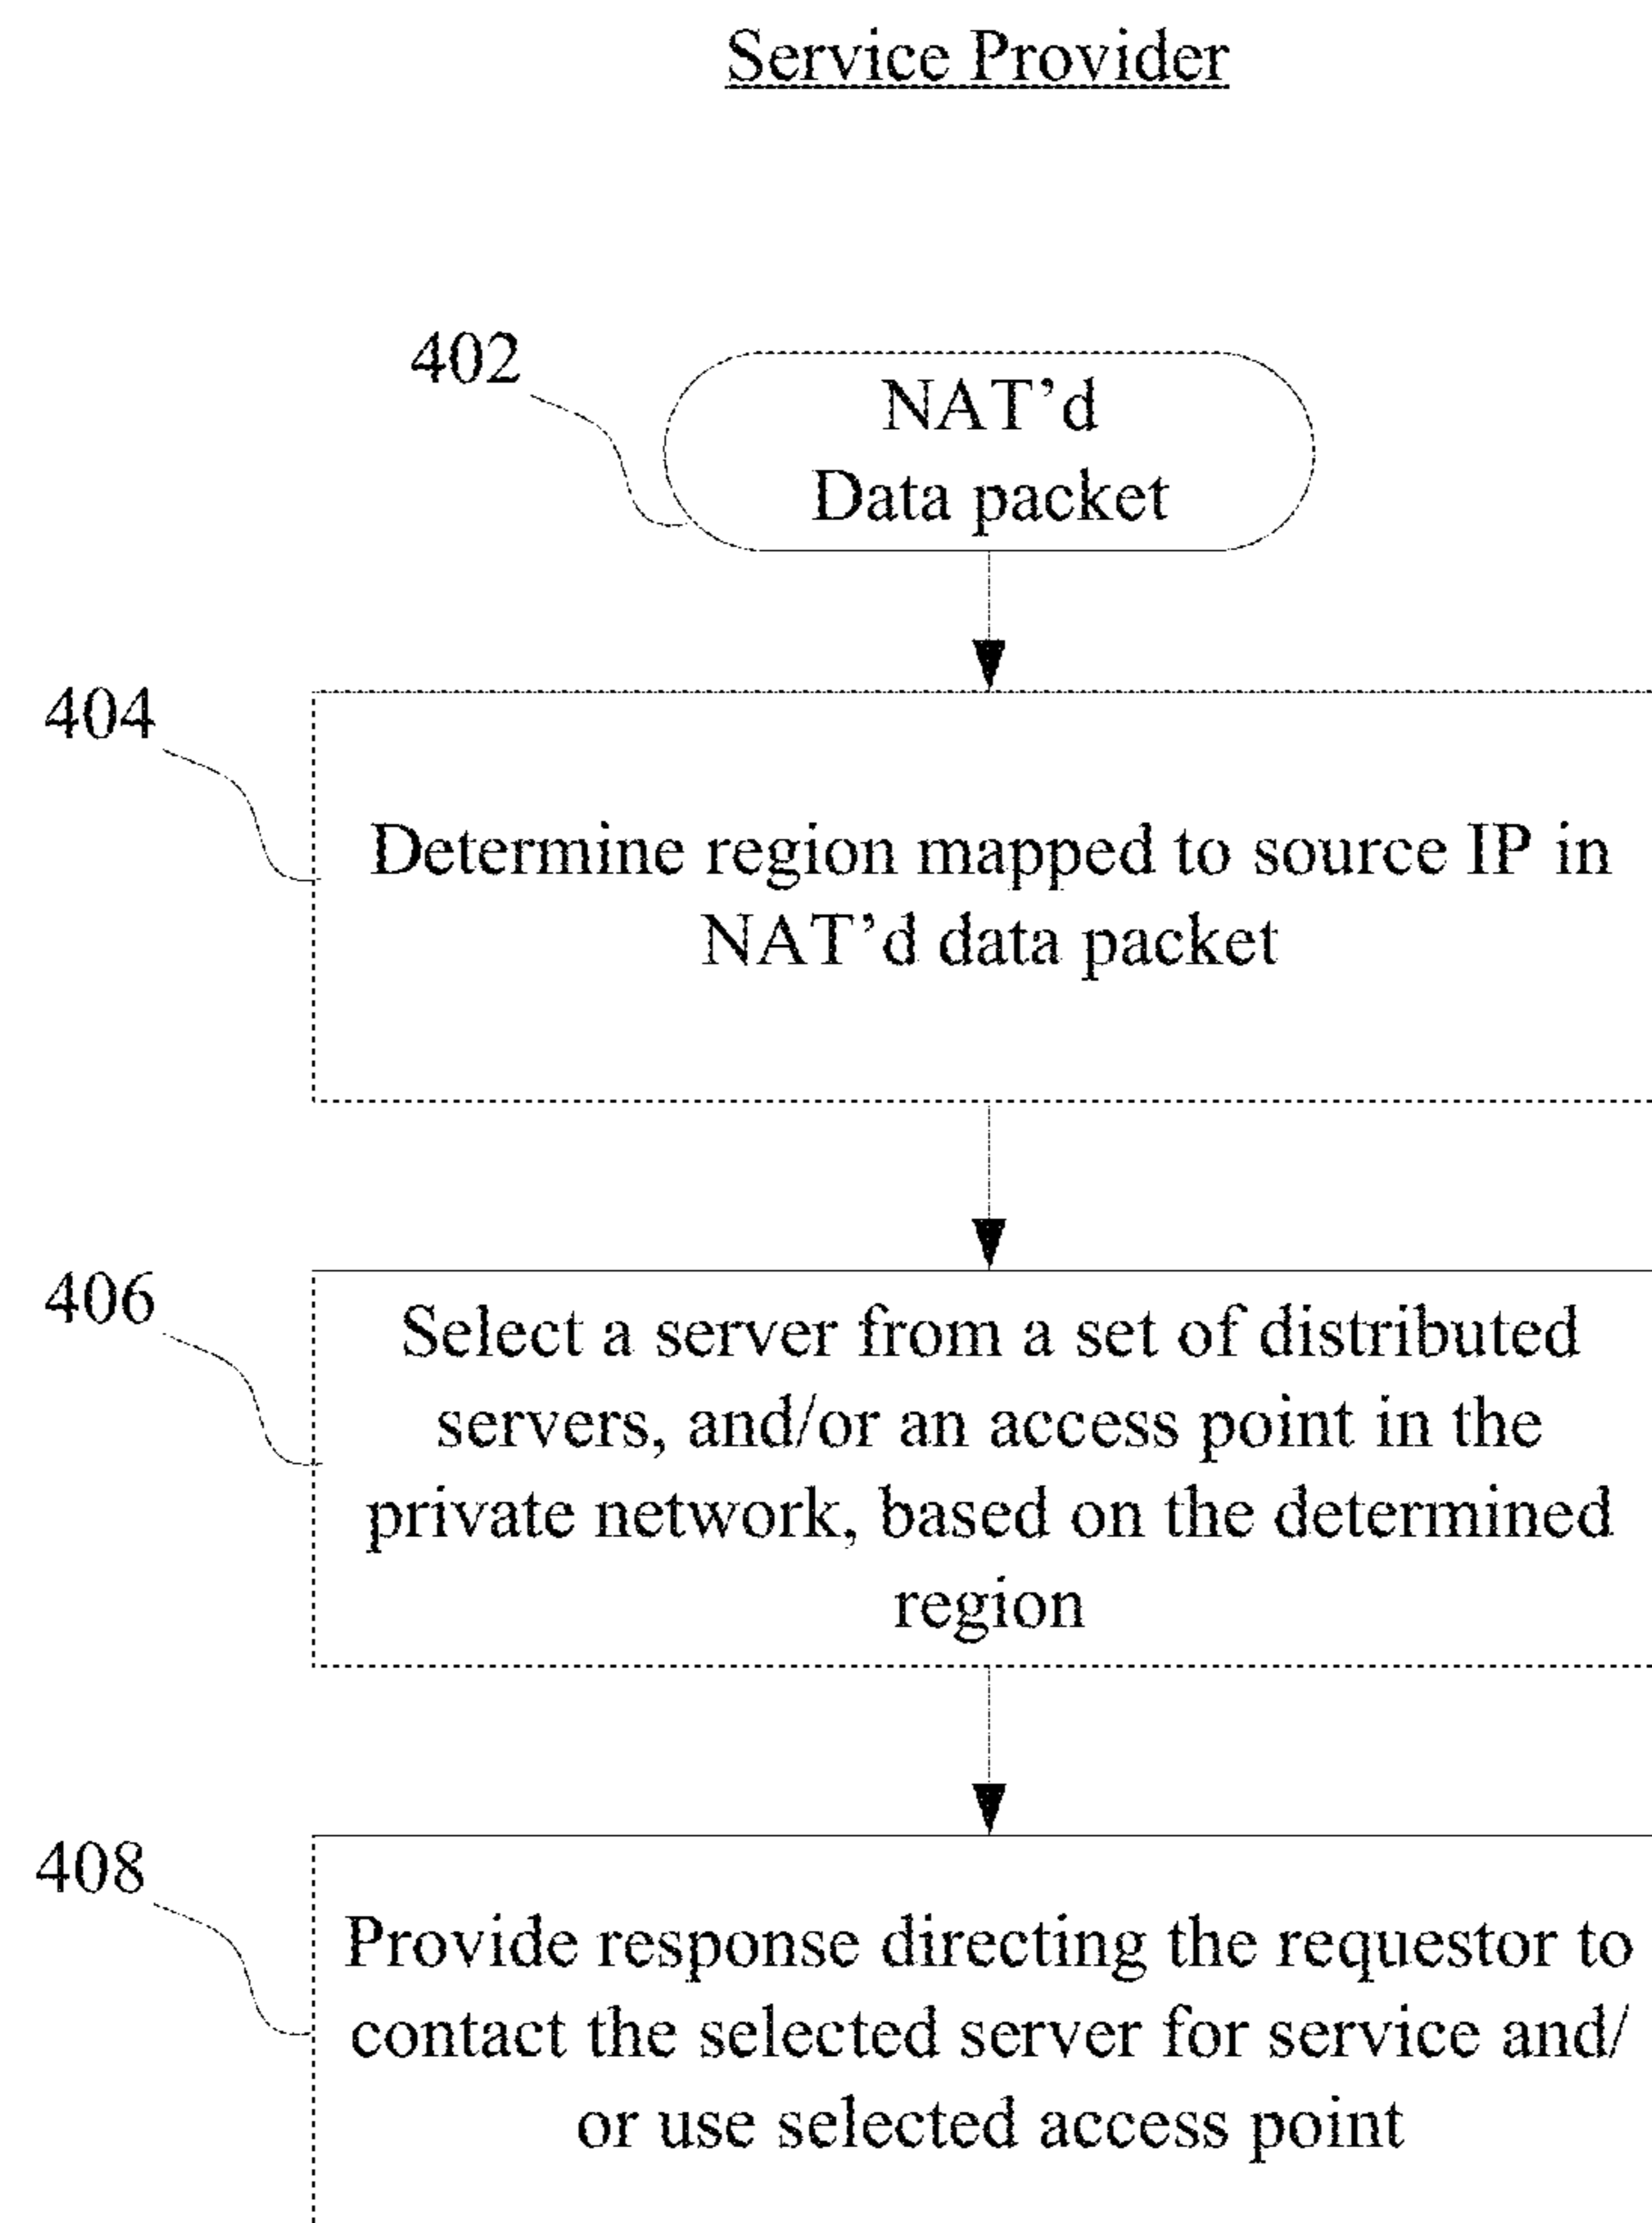 Service Provider
402
NAT’d
Data packet
404
Determine region mapped to source IP in
NAT’d data packet
406
Select a server from a set of distributed
servers, and/or an access point in the
private network, based on the determined
region
408
Provide response directing the requestor to
contact the selected server for service and/
or use selected access point